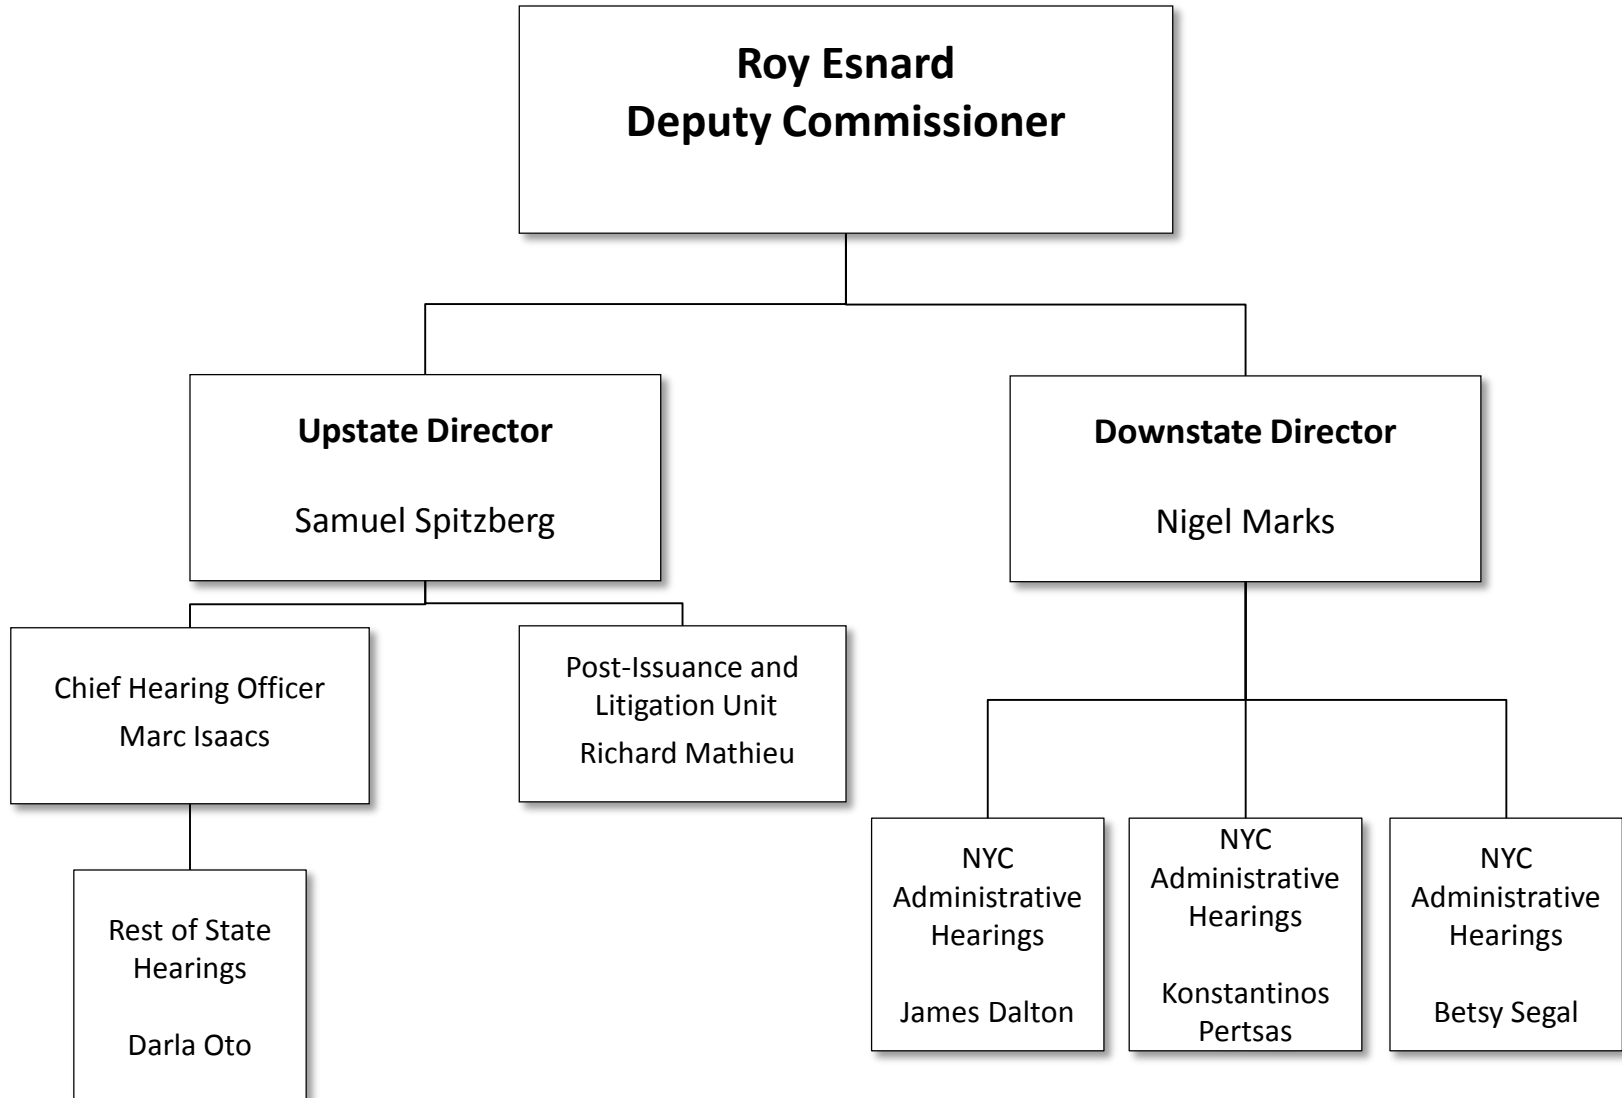 Roy Esnard
Deputy Commissioner
Upstate Director
Samuel Spitzberg
Downstate Director
Nigel Marks
Chief Hearing Officer
Marc Isaacs
Post-Issuance and
Litigation Unit
Richard Mathieu
Rest of State
Hearings
Darla Oto
NYC
Administrative
Hearings
James Dalton
NYC
Administrative
Hearings
Konstantinos
Pertsas
NYC
Administrative
Hearings
Betsy Segal